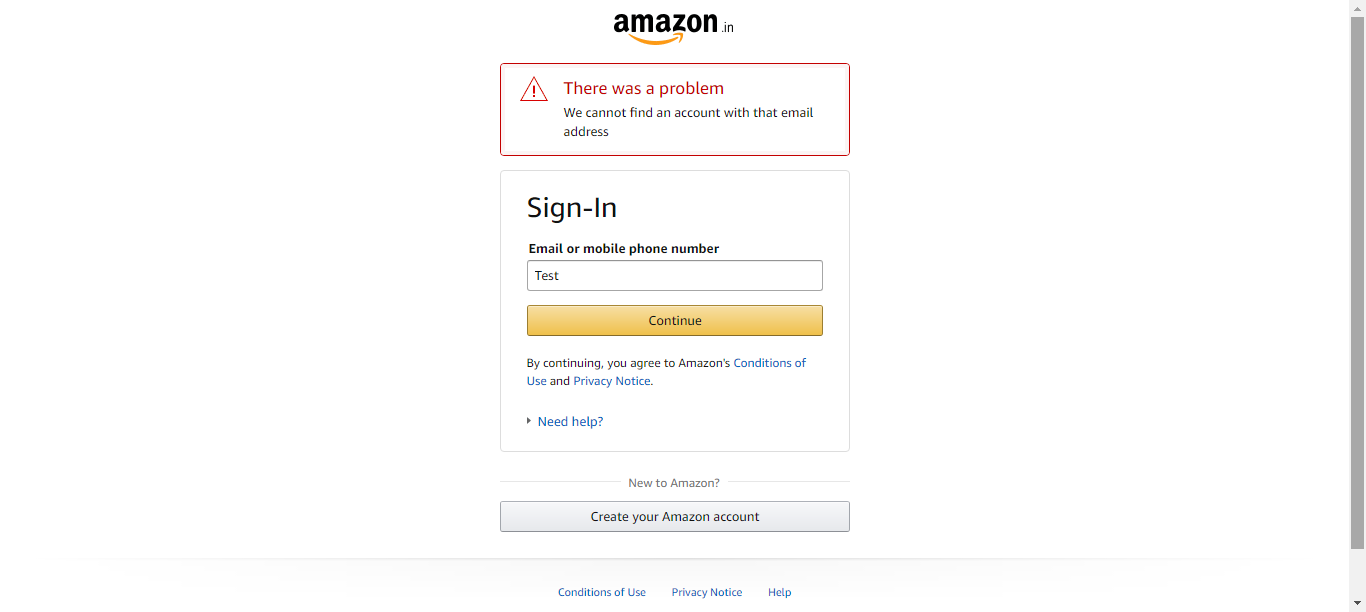 amazon.in
There was a problem
We cannot find an account with that email
address
Sign-In
Email or mobile phone number
Test
Continue
By continuing, you agree to Amazon's Conditions of
Use and Privacy Notice.
Need help?
New to Amazon?
Create your Amazon account
Conditions of Use Privacy Notice Help